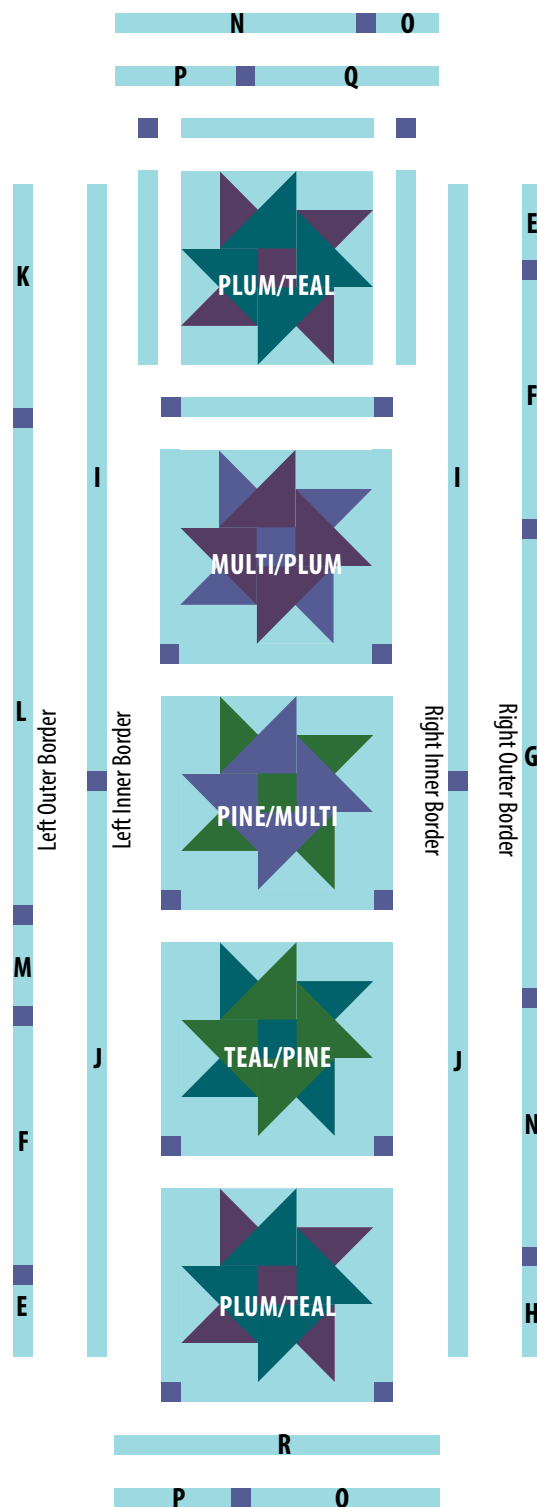 N O
P Q
PLUM/TEAL
E
K
F
I I
MULTI/PLUM
L
Left Outer Border
Left Inner Border
Right Inner Border
Right Outer Border
G
PINE/MULTI
M
TEAL/PINE
J J
N
F
PLUM/TEAL
E
H
R
P Q